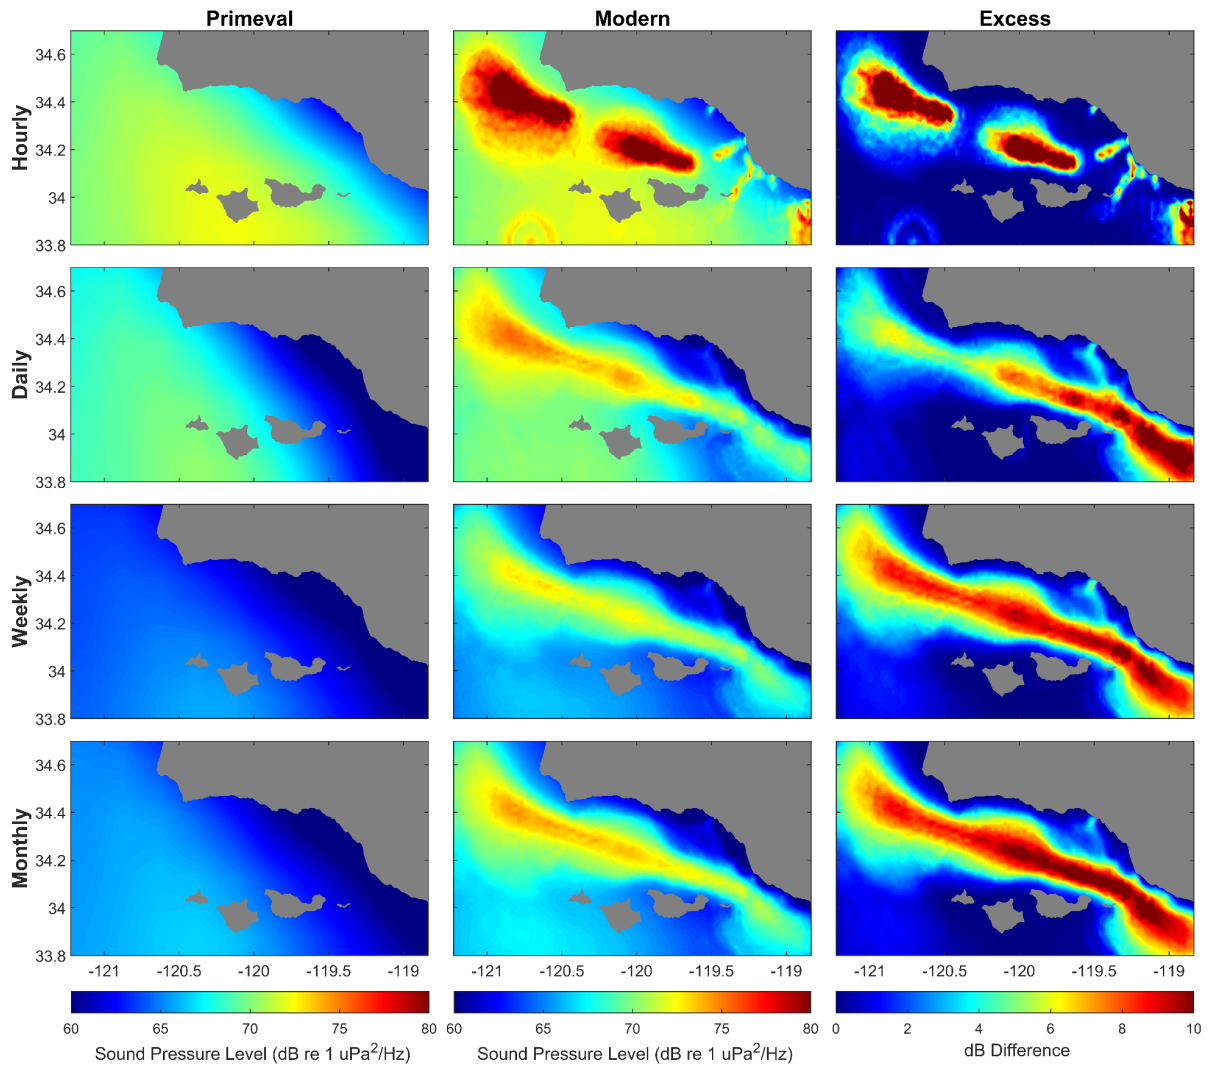 Primeval Modern Excess
Hourly
34.6
34.4
34.2
34
33.8
Daily
34.6
34.4
34.2
34
33.8
Weekly
34.6
34.4
34.2
34
33.8
Monthly
34.6
34.4
34.2
34
33.8
-121 -120.5 -120 -119.5 -119 -121 -120.5 -120 -119.5 -119 -121 -120.5 -120 -119.5 -119
60 65 70 75 80 60 65 70 75 80 0 2 4 6 8 10
Sound Pressure Level (dB re 1 uPa²/Hz) Sound Pressure Level (dB re 1 uPa²/Hz) dB Difference